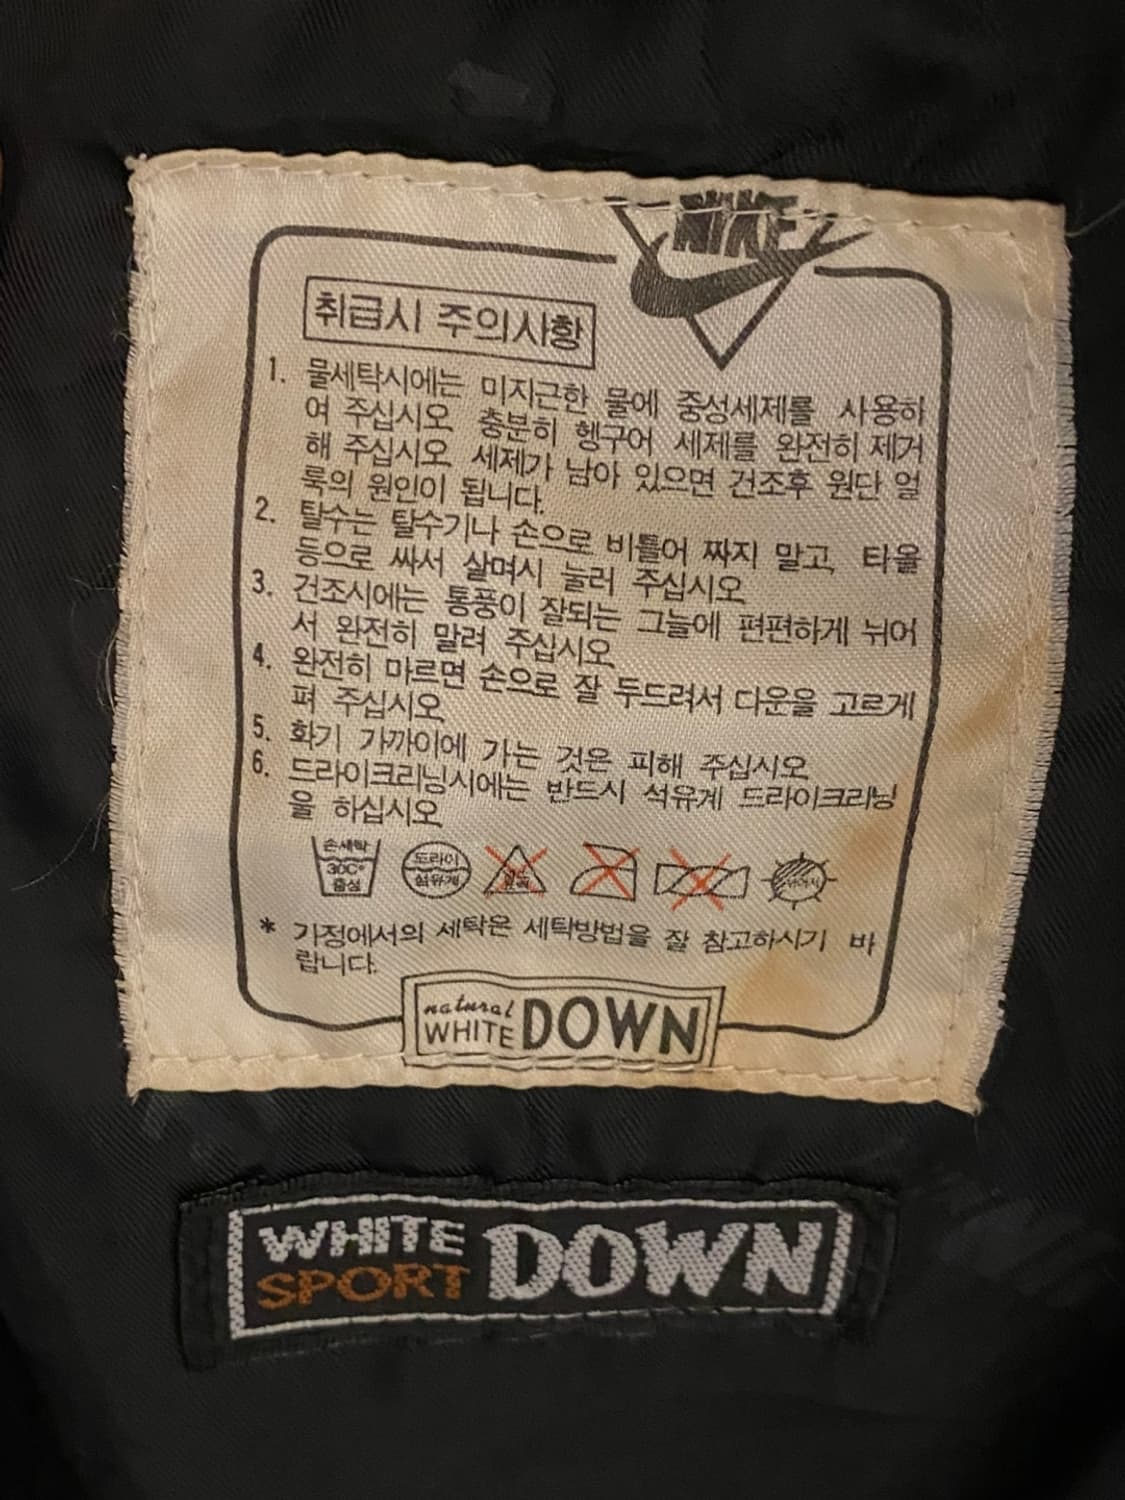 NIKE
취급시 주의사항
1. 물세탁시에는 미지근한 물에 중성세제를 사용하
여 주십시오 충분히 헹구어 세제를 완전히 제거
해 주십시오 세제가 남아 있으면 건조후 원단 얼
룩의 원인이 됩니다.
2. 탈수는 탈수기나 손으로 비틀어 짜지 말고, 타올
등으로 싸서 살며시 눌러 주십시오
3. 건조시에는 통풍이 잘되는 그늘에 편편하게 뉘어
서 완전히 말려 주십시오
4. 완전히 마르면 손으로 잘 두드려서 다운을 고르게
펴 주십시오
5. 화기 가까이에 가는 것은 피해 주십시오
6. 드라이크리닝시에는 반드시 석유계 드라이크리닝
을 하십시오
손세탁 드라이
30C° 석유계
중성
* 가정에서의 세탁은 세탁방법을 잘 참고하시기 바
랍니다.
natural
WHITE DOWN
WHITE
SPORT DOWN